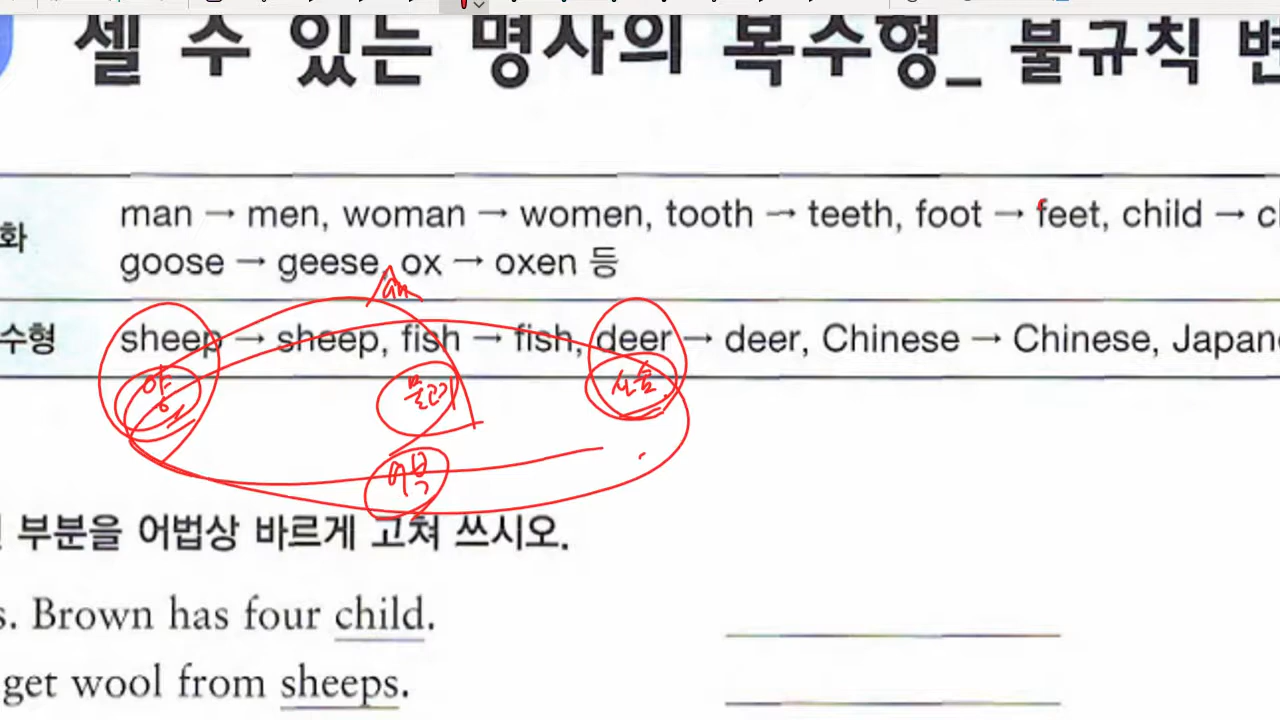 셀 수 있는 명사의 복수형_ 불규칙 변
화 man → men, woman → women, tooth → teeth, foot → feet, child →
goose → geese, ox → oxen 등
수형 sheep → sheep, fish → fish, deer → deer, Chinese → Chinese, Japan
양 물고기 사슴
부분을 어법상 바르게 고쳐 쓰시오.
s. Brown has four child.
get wool from sheeps.